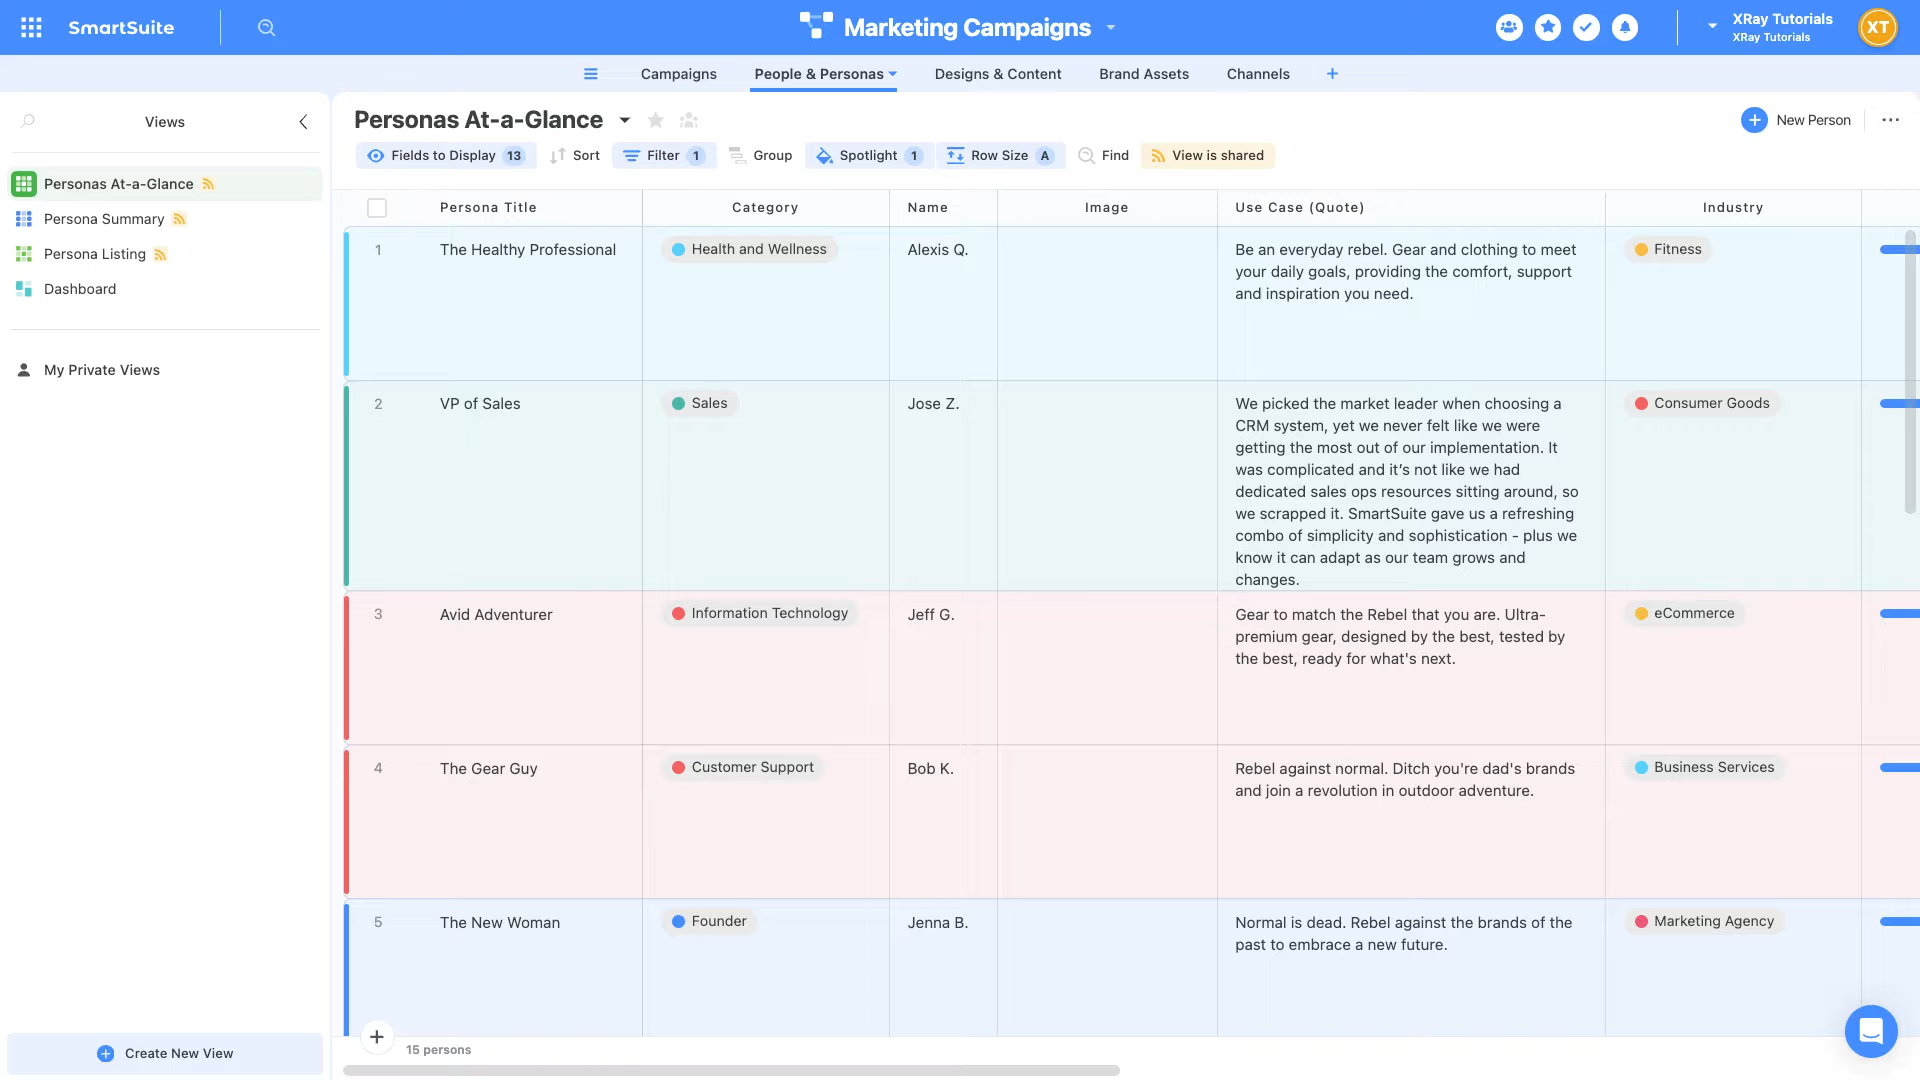 SmartSuite
Marketing Campaigns
XRay Tutorials
XRay Tutorials
XT
Campaigns
People & Personas
Designs & Content
Brand Assets
Channels
Views
Personas At-a-Glance
Persona Summary
Persona Listing
Dashboard
My Private Views
Create New View
Personas At-a-Glance
New Person
Fields to Display 13
Sort
Filter 1
Group
Spotlight 1
Row Size A
Find
View is shared
Persona Title
Category
Name
Image
Use Case (Quote)
Industry
1
The Healthy Professional
Health and Wellness
Alexis Q.
Be an everyday rebel. Gear and clothing to meet
your daily goals, providing the comfort, support
and inspiration you need.
Fitness
2
VP of Sales
Sales
Jose Z.
We picked the market leader when choosing a
CRM system, yet we never felt like we were
getting the most out of our implementation. It
was complicated and it's not like we had
dedicated sales ops resources sitting around, so
we scrapped it. SmartSuite gave us a refreshing
combo of simplicity and sophistication - plus we
know it can adapt as our team grows and
changes.
Consumer Goods
3
Avid Adventurer
Information Technology
Jeff G.
Gear to match the Rebel that you are. Ultra-
premium gear, designed by the best, tested by
the best, ready for what's next.
eCommerce
4
The Gear Guy
Customer Support
Bob K.
Rebel against normal. Ditch you're dad's brands
and join a revolution in outdoor adventure.
Business Services
5
The New Woman
Founder
Jenna B.
Normal is dead. Rebel against the brands of the
past to embrace a new future.
Marketing Agency
15 persons